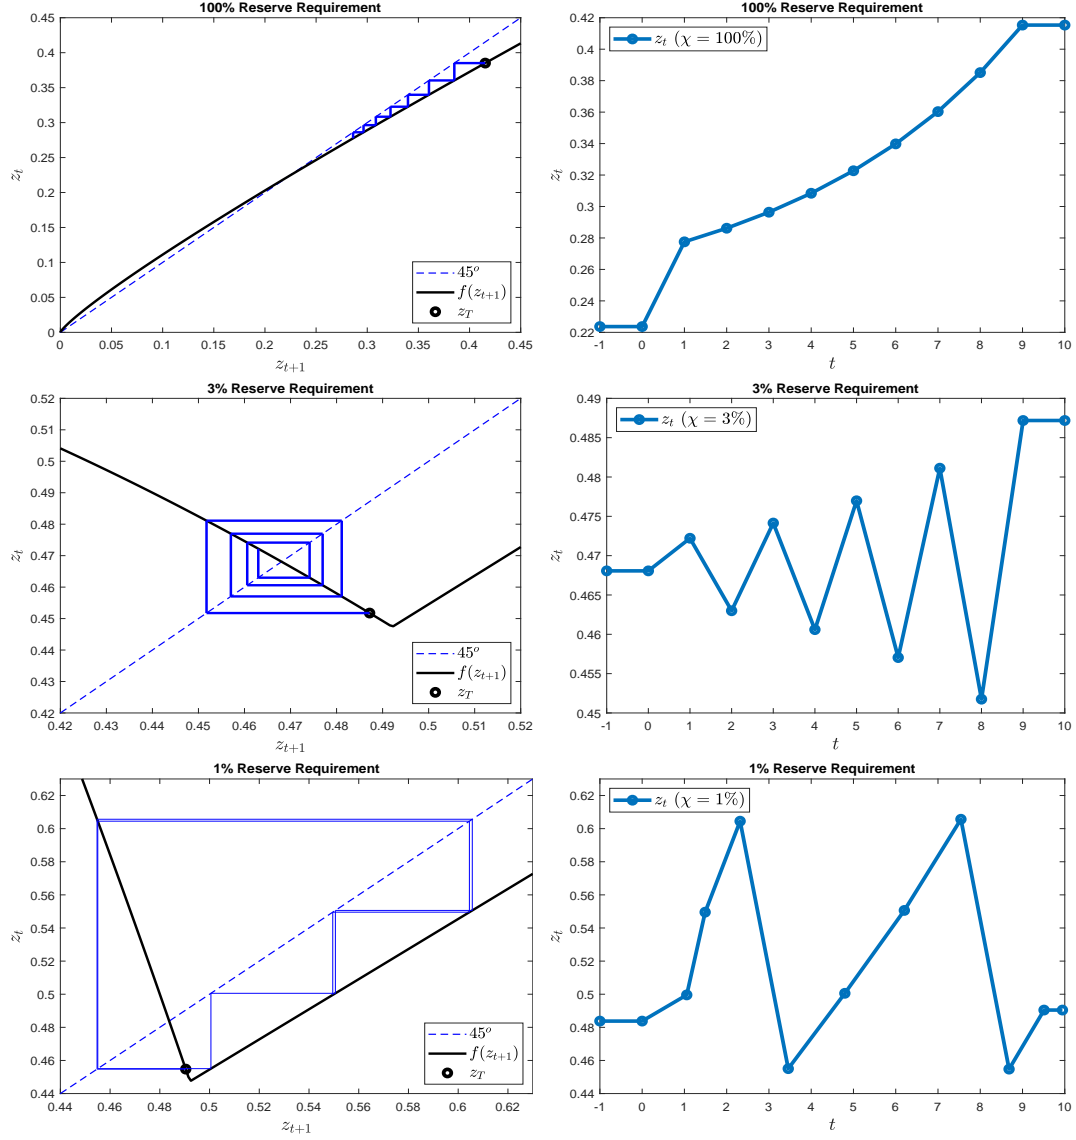 100% Reserve Requirement
0.45
0.4
0.35
0.3
0.25
0.2
0.15
0.1
0.05
0
z_t
0 0.05 0.1 0.15 0.2 0.25 0.3 0.35 0.4 0.45
z_{t+1}
45^o
f(z_{t+1})
z_T
100% Reserve Requirement
0.42
0.4
0.38
0.36
0.34
0.32
0.3
0.28
0.26
0.24
0.22
z_t
-1 0 1 2 3 4 5 6 7 8 9 10
t
z_t (χ = 100%)
3% Reserve Requirement
0.52
0.51
0.5
0.49
0.48
0.47
0.46
0.45
0.44
0.43
0.42
z_t
0.42 0.43 0.44 0.45 0.46 0.47 0.48 0.49 0.5 0.51 0.52
z_{t+1}
45^o
f(z_{t+1})
z_T
3% Reserve Requirement
0.49
0.485
0.48
0.475
0.47
0.465
0.46
0.455
0.45
z_t
-1 0 1 2 3 4 5 6 7 8 9 10
t
z_t (χ = 3%)
1% Reserve Requirement
0.62
0.6
0.58
0.56
0.54
0.52
0.5
0.48
0.46
0.44
z_t
0.44 0.46 0.48 0.5 0.52 0.54 0.56 0.58 0.6 0.62
z_{t+1}
45^o
f(z_{t+1})
z_T
1% Reserve Requirement
0.62
0.6
0.58
0.56
0.54
0.52
0.5
0.48
0.46
0.44
z_t
-1 0 1 2 3 4 5 6 7 8 9 10
t
z_t (χ = 1%)